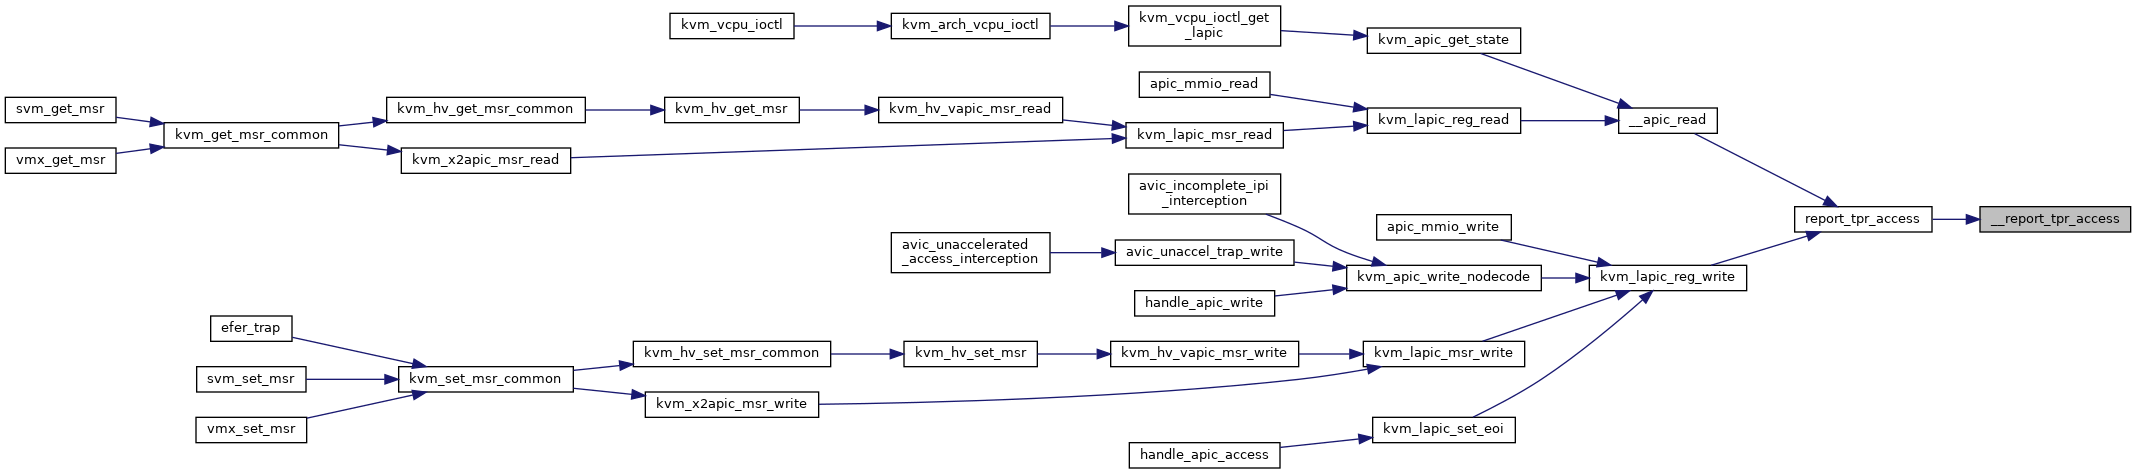 kvm_vcpu_ioctl
kvm_arch_vcpu_ioctl
kvm_vcpu_ioctl_get
_lapic
kvm_apic_get_state
apic_mmio_read
svm_get_msr
kvm_hv_get_msr_common
kvm_hv_get_msr
kvm_hv_vapic_msr_read
kvm_lapic_reg_read
__apic_read
kvm_get_msr_common
kvm_lapic_msr_read
vmx_get_msr
kvm_x2apic_msr_read
avic_incomplete_ipi
_interception
apic_mmio_write
report_tpr_access
__report_tpr_access
avic_unaccelerated
_access_interception
avic_unaccel_trap_write
kvm_apic_write_nodecode
kvm_lapic_reg_write
handle_apic_write
efer_trap
kvm_hv_set_msr_common
kvm_hv_set_msr
kvm_hv_vapic_msr_write
kvm_lapic_msr_write
svm_set_msr
kvm_set_msr_common
kvm_x2apic_msr_write
vmx_set_msr
kvm_lapic_set_eoi
handle_apic_access